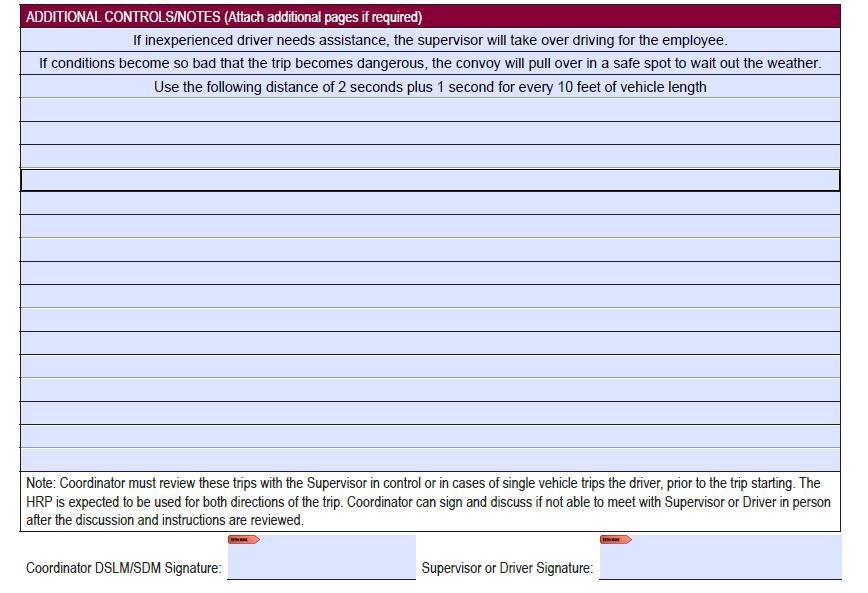 ADDITIONAL CONTROLS/NOTES (Attach additional pages if required)
If inexperienced driver needs assistance, the supervisor will take over driving for the employee.
If conditions become so bad that the trip becomes dangerous, the convoy will pull over in a safe spot to wait out the weather.
Use the following distance of 2 seconds plus 1 second for every 10 feet of vehicle length
Note: Coordinator must review these trips with the Supervisor in control or in cases of single vehicle trips the driver, prior to the trip starting. The
HRP is expected to be used for both directions of the trip. Coordinator can sign and discuss if not able to meet with Supervisor or Driver in person
after the discussion and instructions are reviewed.
Coordinator DSLM/SDM Signature: Supervisor or Driver Signature: